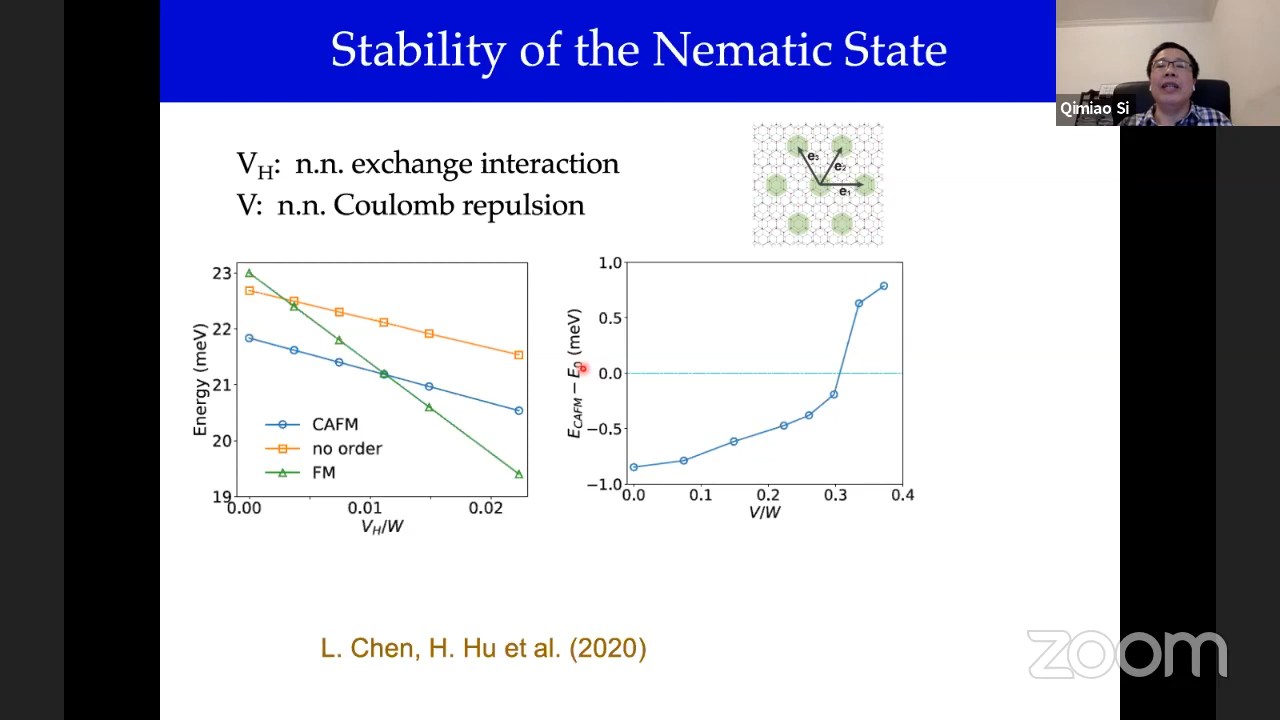 Stability of the Nematic State
Qimiao Si
V_H: n.n. exchange interaction
V: n.n. Coulomb repulsion
e₃
e₂
e₁
23
22
21
20
19
Energy (meV)
CAFM
no order
FM
0.00
0.01
0.02
V_H/W
1.0
0.5
0.0
−0.5
−1.0
E_CAFM − E_0 (meV)
0.0
0.1
0.2
0.3
0.4
V/W
L. Chen, H. Hu et al. (2020)
zoom